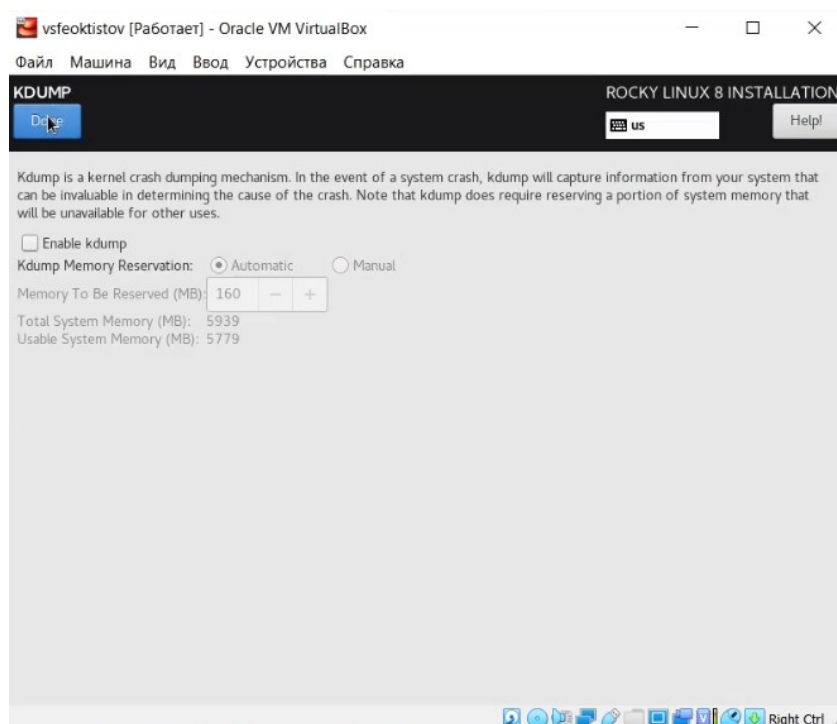 vsfeoktistov [Работает] - Oracle VM VirtualBox
Файл Машина Вид Ввод Устройства Справка
KDUMP
ROCKY LINUX 8 INSTALLATION
Done
us
Help!
Kdump is a kernel crash dumping mechanism. In the event of a system crash, kdump will capture information from your system that
can be invaluable in determining the cause of the crash. Note that kdump does require reserving a portion of system memory that
will be unavailable for other uses.
Enable kdump
Kdump Memory Reservation: Automatic Manual
Memory To Be Reserved (MB): 160 − +
Total System Memory (MB): 5939
Usable System Memory (MB): 5779
Right Ctrl